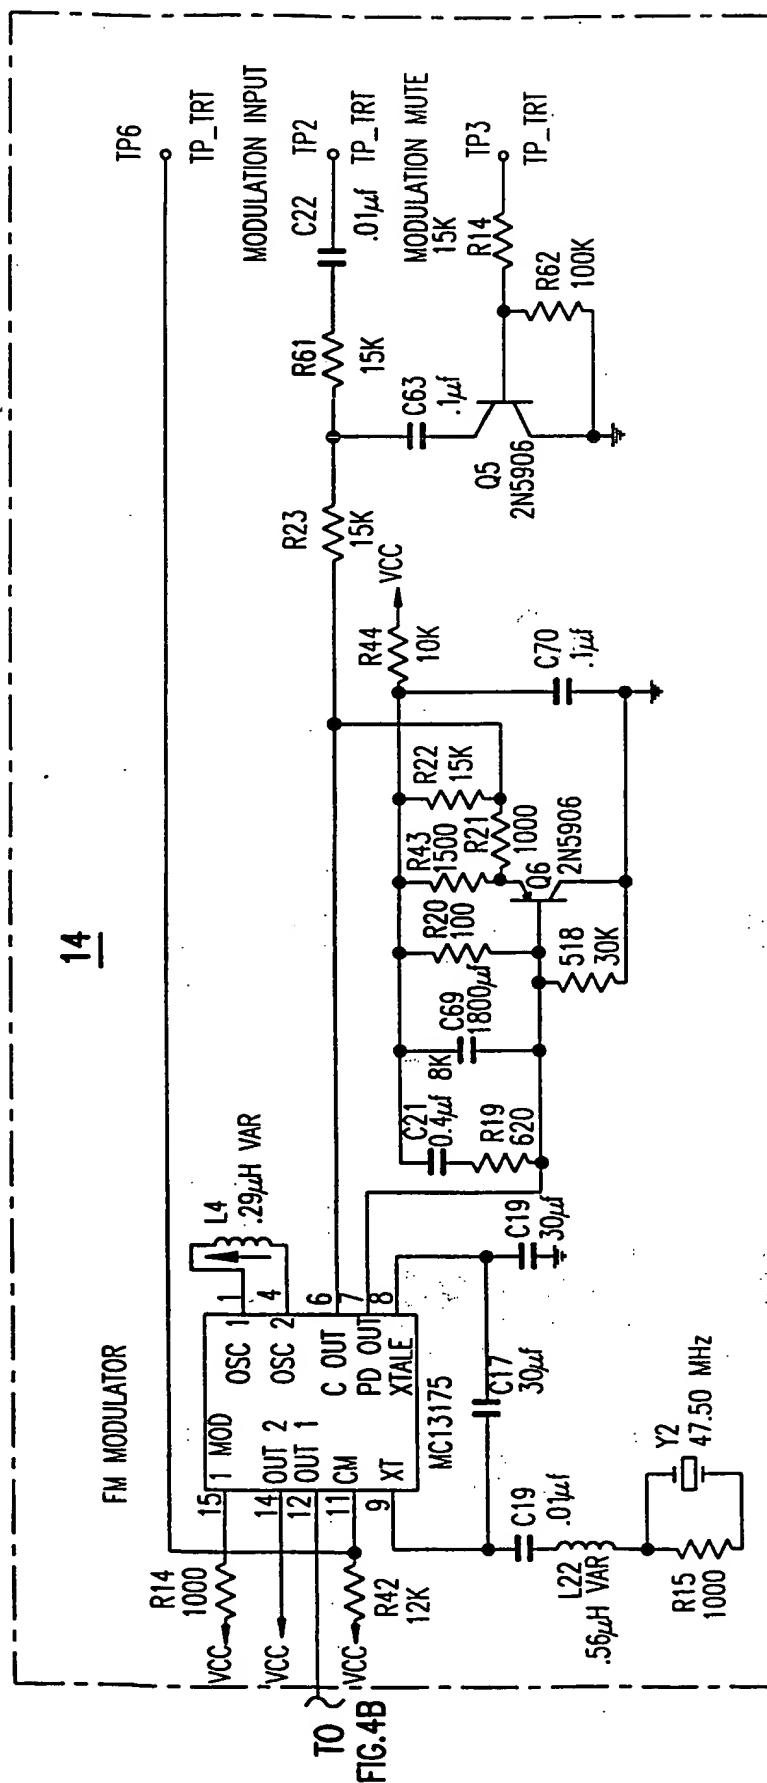 14
FM MODULATOR
TP6
TP_TRT
MODULATION INPUT
TP2
TP_TRT
C22
.01µf
R61
15K
R23
15K
MODULATION MUTE
TP3
TP_TRT
15K
R14
R62
100K
C63
.1µf
Q5
2N5906
VCC
R44
10K
C70
.1µf
R22
15K
R43
1500
R21
1000
Q6
2N5906
R20
100
518
30K
C69
1800µf
8K
C21
0.4µf
R19
620
L4
.29µH VAR
1
4
6
7
8
OSC 1
OSC 2
C OUT
PD OUT
XTALE
1 MOD
OUT 2
OUT 1
CM
XT
15
14
12
11
9
MC13175
C19
30µf
C17
30µf
R14
1000
VCC
VCC
VCC
R42
12K
C19
.01µf
L22
.56µH VAR
Y2
47.50 MHz
R15
1000
TO
FIG.4B